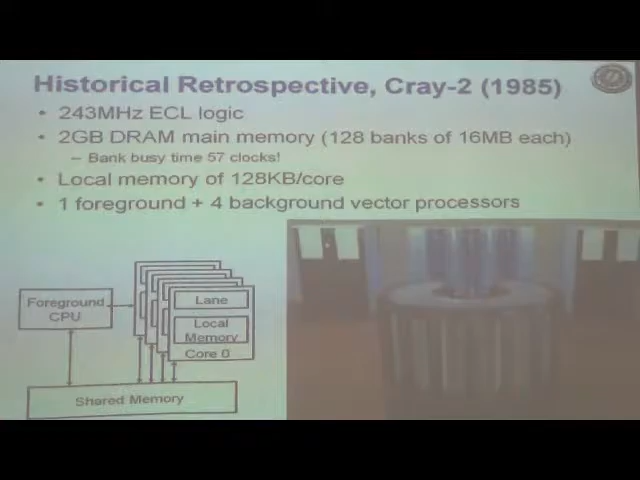 Historical Retrospective, Cray-2 (1985)
• 243MHz ECL logic
• 2GB DRAM main memory (128 banks of 16MB each)
– Bank busy time 57 clocks!
• Local memory of 128KB/core
• 1 foreground + 4 background vector processors
Foreground
CPU
Lane
Local
Memory
Core 0
Shared Memory